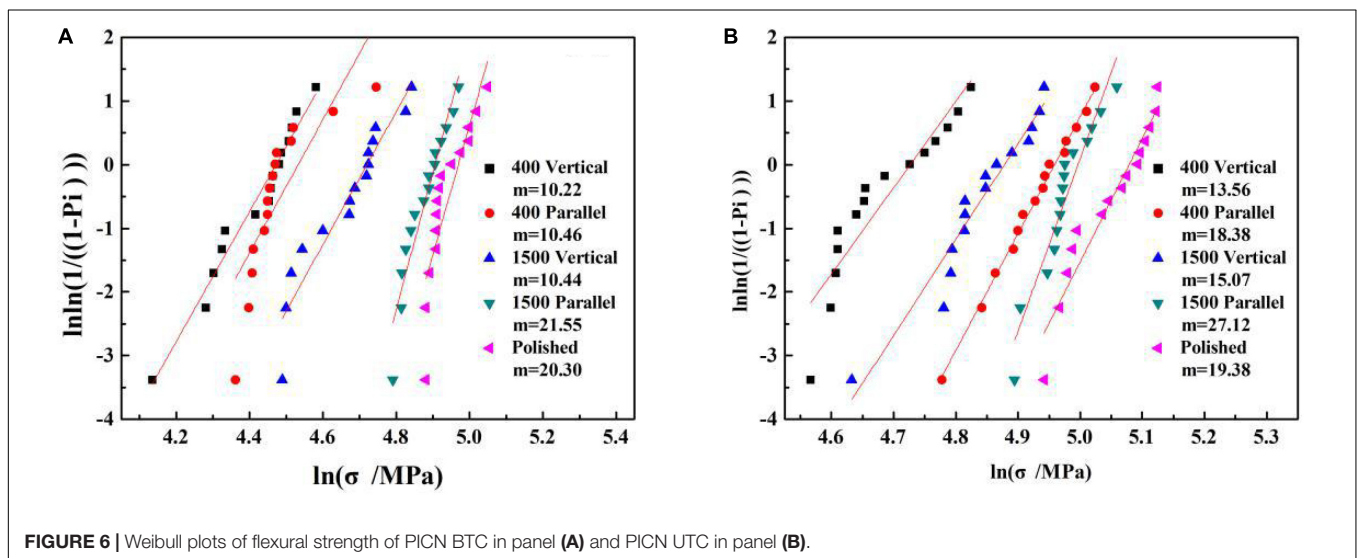 A
B
lnln(1/((1-Pi ) ))
2
1
0
-1
-2
-3
-4
4.2 4.4 4.6 4.8 5.0 5.2 5.4
ln(σ /MPa)
400 Vertical
m=10.22
400 Parallel
m=10.46
1500 Vertical
m=10.44
1500 Parallel
m=21.55
Polished
m=20.30
lnln(1/((1-Pi ) )))
2
1
0
-1
-2
-3
-4
4.6 4.7 4.8 4.9 5.0 5.1 5.2 5.3
ln(σ /MPa)
400 Vertical
m=13.56
400 Parallel
m=18.38
1500 Vertical
m=15.07
1500 Parallel
m=27.12
Polished
m=19.38
FIGURE 6 | Weibull plots of flexural strength of PICN BTC in panel (A) and PICN UTC in panel (B).